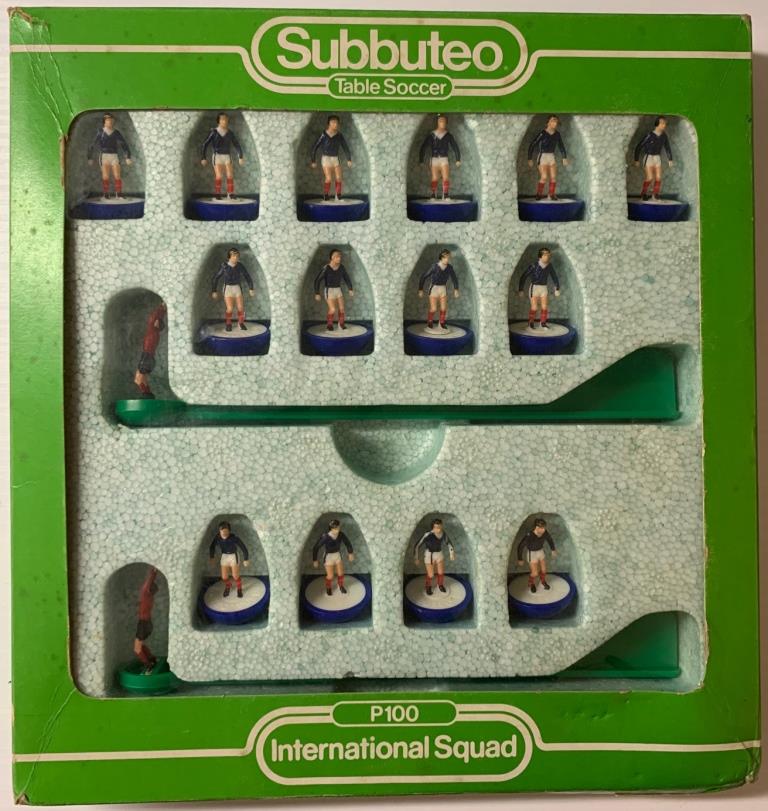 Subbuteo
Table Soccer
P100
International Squad